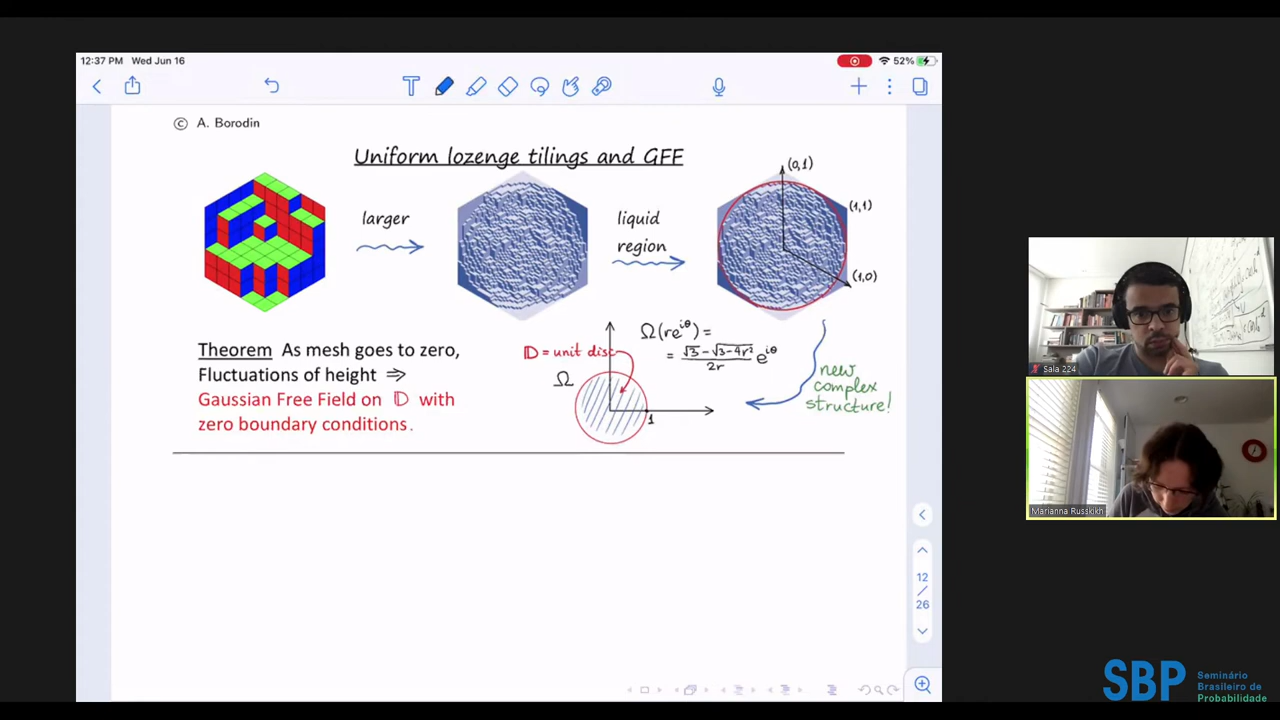 12:37 PM Wed Jun 16
52%
© A. Borodin
Uniform lozenge tilings and GFF
larger
liquid
region
(0,1)
(1,1)
(1,0)
Theorem As mesh goes to zero,
Fluctuations of height ⇒
Gaussian Free Field on 𝔻 with
zero boundary conditions.
𝔻 = unit disc
Ω
1
Ω(re^{iθ}) =
= \frac{√3 − √(3−4r²)}{2r} e^{iθ}
new
complex
structure!
12
/
26
Sala 224
Marianna Russkikh
SBP
Seminário
Brasileiro de
Probabilidade